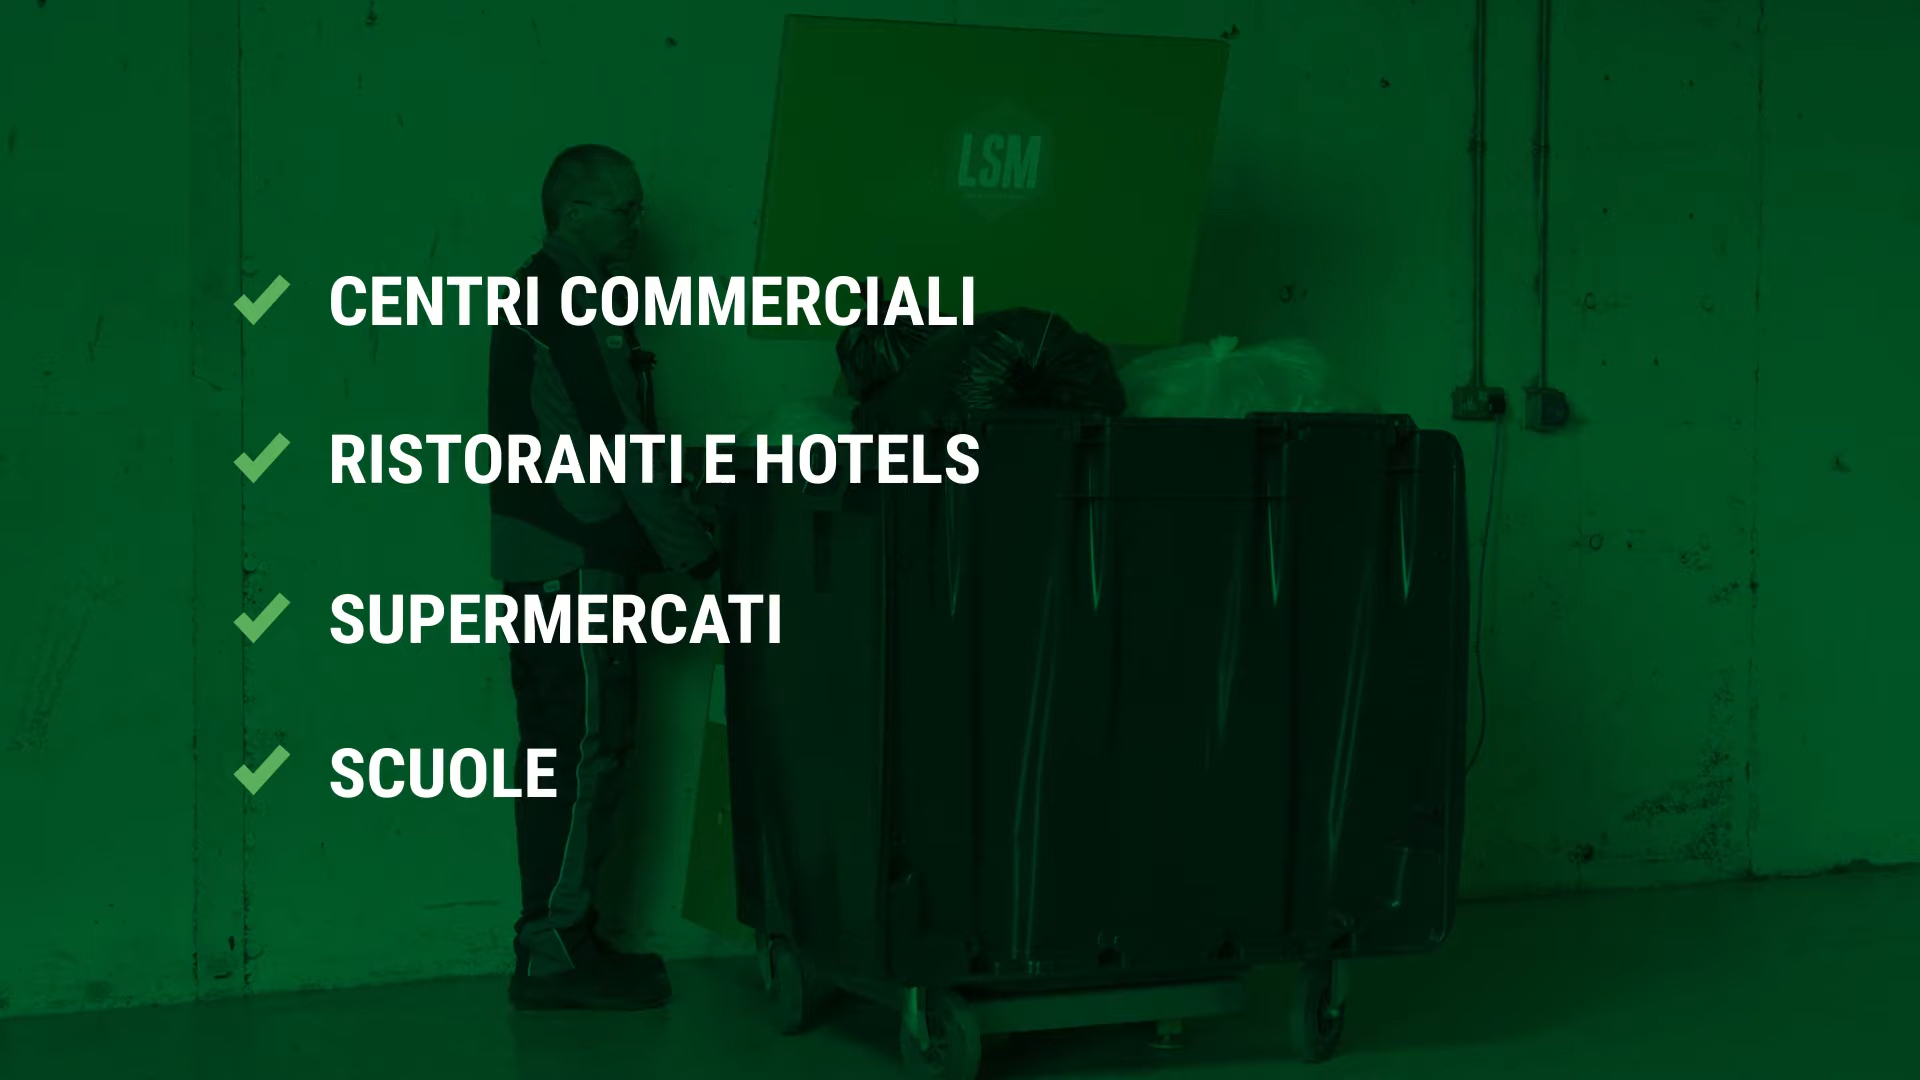 LSM
CENTRI COMMERCIALI
RISTORANTI E HOTELS
SUPERMERCATI
SCUOLE